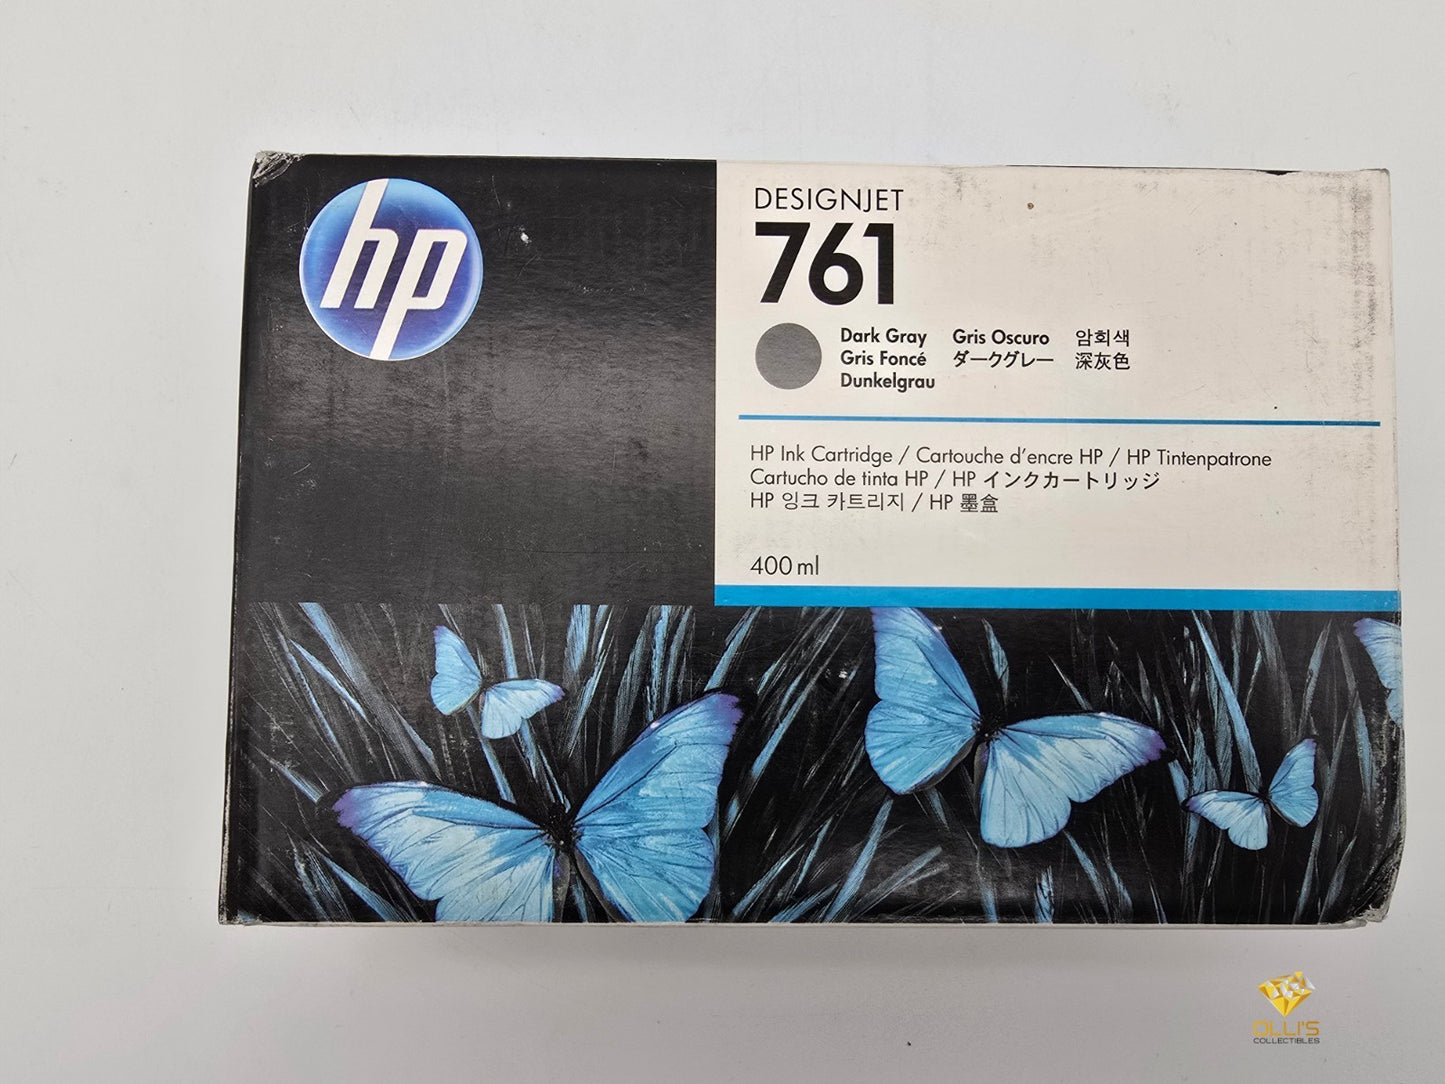 hp
DESIGNJET
761
Dark Gray Gris Oscuro 암회색
Gris Foncé ダークグレー 深灰色
Dunkelgrau
HP Ink Cartridge / Cartouche d'encre HP / HP Tintenpatrone
Cartucho de tinta HP / HP インクカートリッジ
HP 잉크 카트리지 / HP 墨盒
400 ml
OLLI'S
COLLECTIBLES